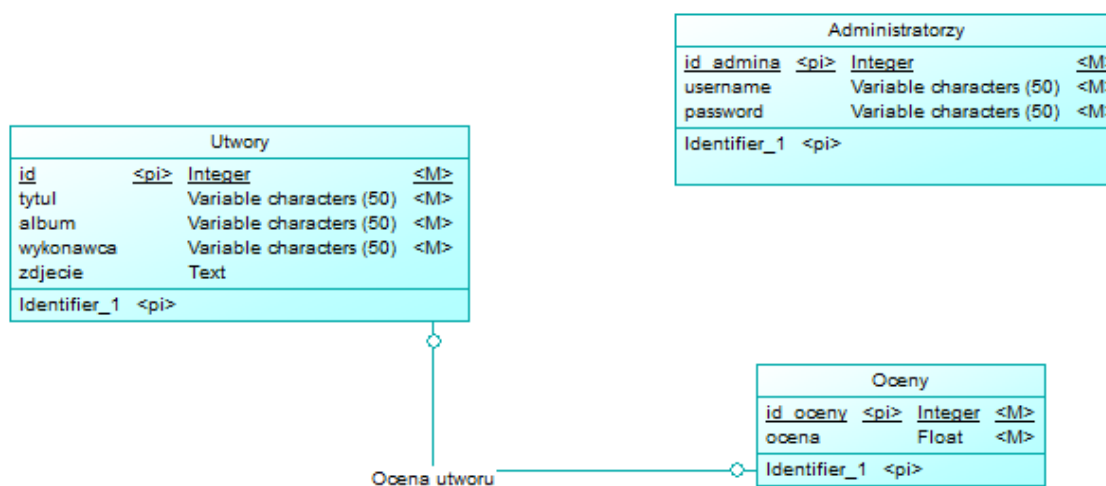 Administratorzy
id_admina <pi> Integer <M>
username Variable characters (50) <M>
password Variable characters (50) <M>
Identifier_1 <pi>
Utwory
id <pi> Integer <M>
tytul Variable characters (50) <M>
album Variable characters (50) <M>
wykonawca Variable characters (50) <M>
zdjecie Text
Identifier_1 <pi>
Oceny
id_oceny <pi> Integer <M>
ocena Float <M>
Identifier_1 <pi>
Ocena utworu